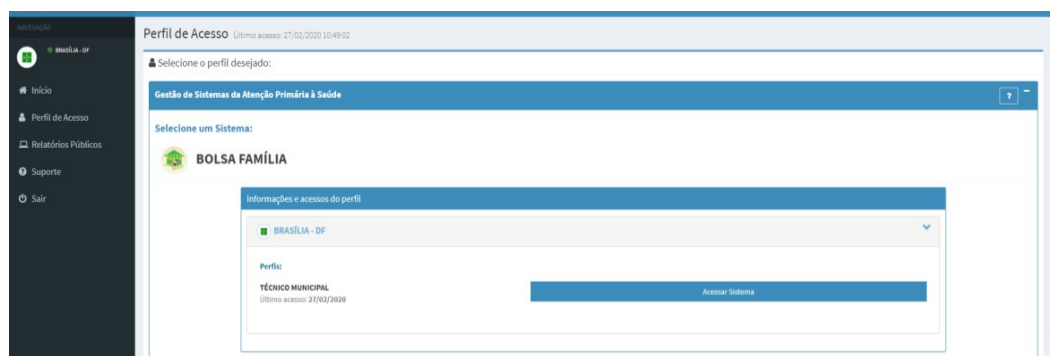 NAVEGAÇÃO
BRASÍLIA - DF
Início
Perfil de Acesso
Relatórios Públicos
Suporte
Sair
Perfil de Acesso Último acesso: 27/02/2020 10:49:02
Selecione o perfil desejado:
Gestão de Sistemas da Atenção Primária à Saúde
?
Selecione um Sistema:
BOLSA FAMÍLIA
Informações e acessos do perfil
BRASÍLIA - DF
Perfis:
TÉCNICO MUNICIPAL
Último acesso: 27/02/2020
Acessar Sistema